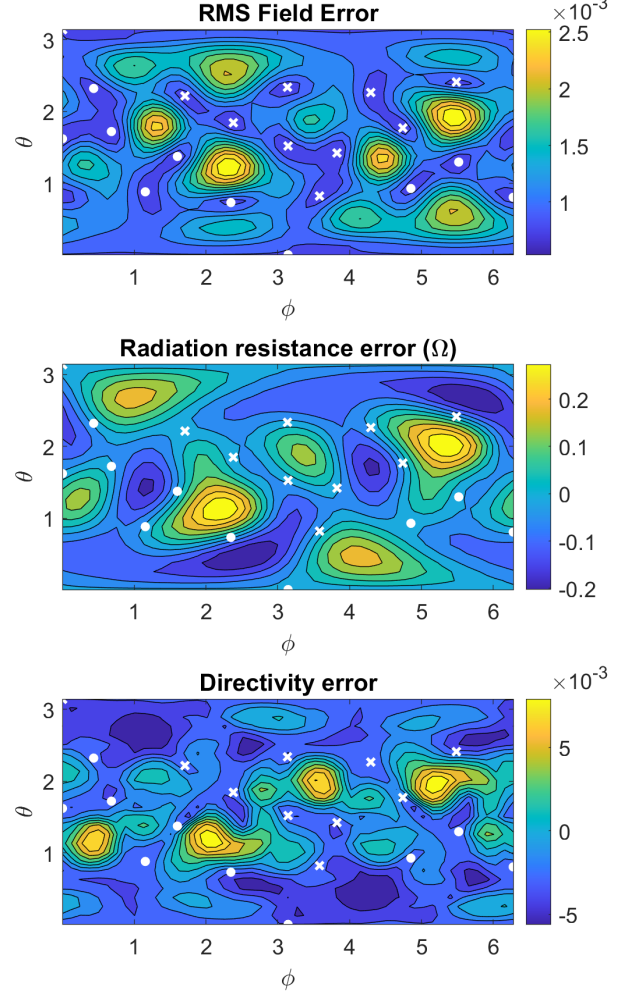 RMS Field Error
×10⁻³
3
2
1
θ
2.5
2
1.5
1
1 2 3 4 5 6
ϕ
Radiation resistance error (Ω)
3
2
1
θ
0.2
0.1
0
-0.1
-0.2
1 2 3 4 5 6
ϕ
Directivity error
×10⁻³
3
2
1
θ
5
0
-5
1 2 3 4 5 6
ϕ